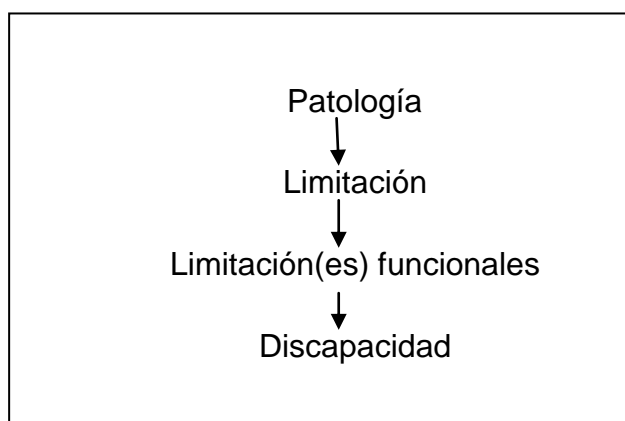 Patología
Limitación
Limitación(es) funcionales
Discapacidad